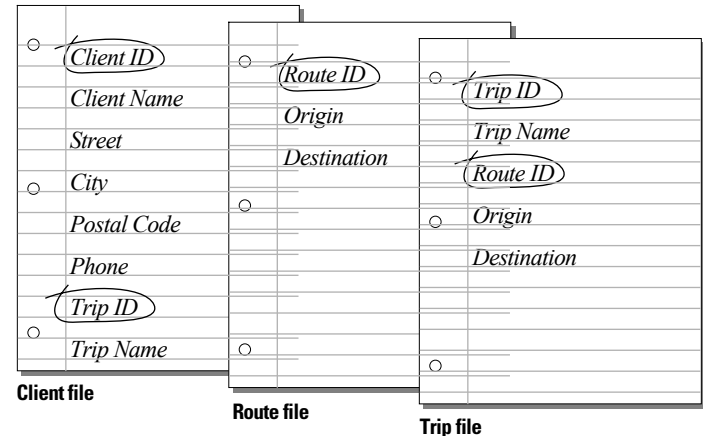 Client ID
Client Name
Street
City
Postal Code
Phone
Trip ID
Trip Name
Client file
Route ID
Origin
Destination
Route file
Trip ID
Trip Name
Route ID
Origin
Destination
Trip file